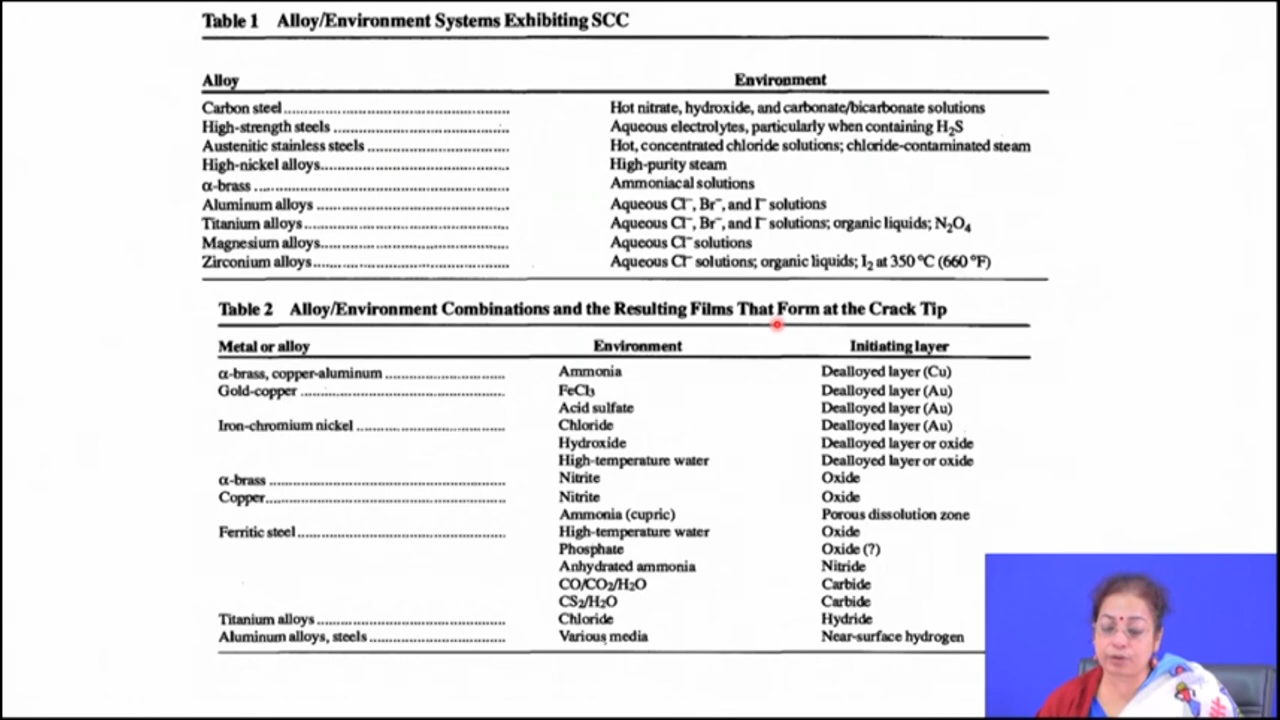 Table 1 Alloy/Environment Systems Exhibiting SCC
Alloy Environment
Carbon steel Hot nitrate, hydroxide, and carbonate/bicarbonate solutions
High-strength steels Aqueous electrolytes, particularly when containing H₂S
Austenitic stainless steels Hot, concentrated chloride solutions; chloride-contaminated steam
High-nickel alloys High-purity steam
α-brass Ammoniacal solutions
Aluminum alloys Aqueous Cl⁻, Br⁻, and I⁻ solutions
Titanium alloys Aqueous Cl⁻, Br⁻, and I⁻ solutions; organic liquids; N₂O₄
Magnesium alloys Aqueous Cl⁻ solutions
Zirconium alloys Aqueous Cl⁻ solutions; organic liquids; I₂ at 350 °C (660 °F)
Table 2 Alloy/Environment Combinations and the Resulting Films That Form at the Crack Tip
Metal or alloy Environment Initiating layer
α-brass, copper-aluminum Ammonia Dealloyed layer (Cu)
Gold-copper FeCl₃ Dealloyed layer (Au)
Acid sulfate Dealloyed layer (Au)
Iron-chromium nickel Chloride Dealloyed layer (Au)
Hydroxide Dealloyed layer or oxide
High-temperature water Dealloyed layer or oxide
α-brass Nitrite Oxide
Copper Nitrite Oxide
Ammonia (cupric) Porous dissolution zone
Ferritic steel High-temperature water Oxide
Phosphate Oxide (?)
Anhydrated ammonia Nitride
CO/CO₂/H₂O Carbide
CS₂/H₂O Carbide
Titanium alloys Chloride Hydride
Aluminum alloys, steels Various media Near-surface hydrogen